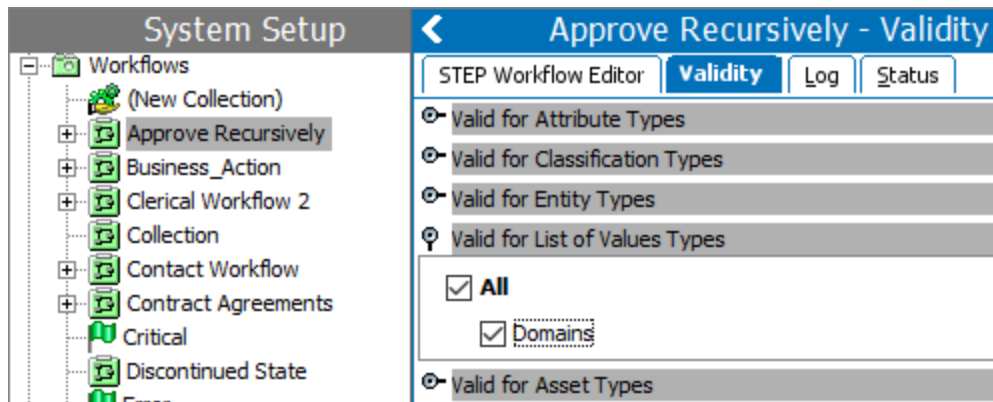 System Setup
Workflows
(New Collection)
Approve Recursively
Business_Action
Clerical Workflow 2
Collection
Contact Workflow
Contract Agreements
Critical
Discontinued State
Error
Approve Recursively - Validity
STEP Workflow Editor Validity Log Status
Valid for Attribute Types
Valid for Classification Types
Valid for Entity Types
Valid for List of Values Types
All
Domains
Valid for Asset Types